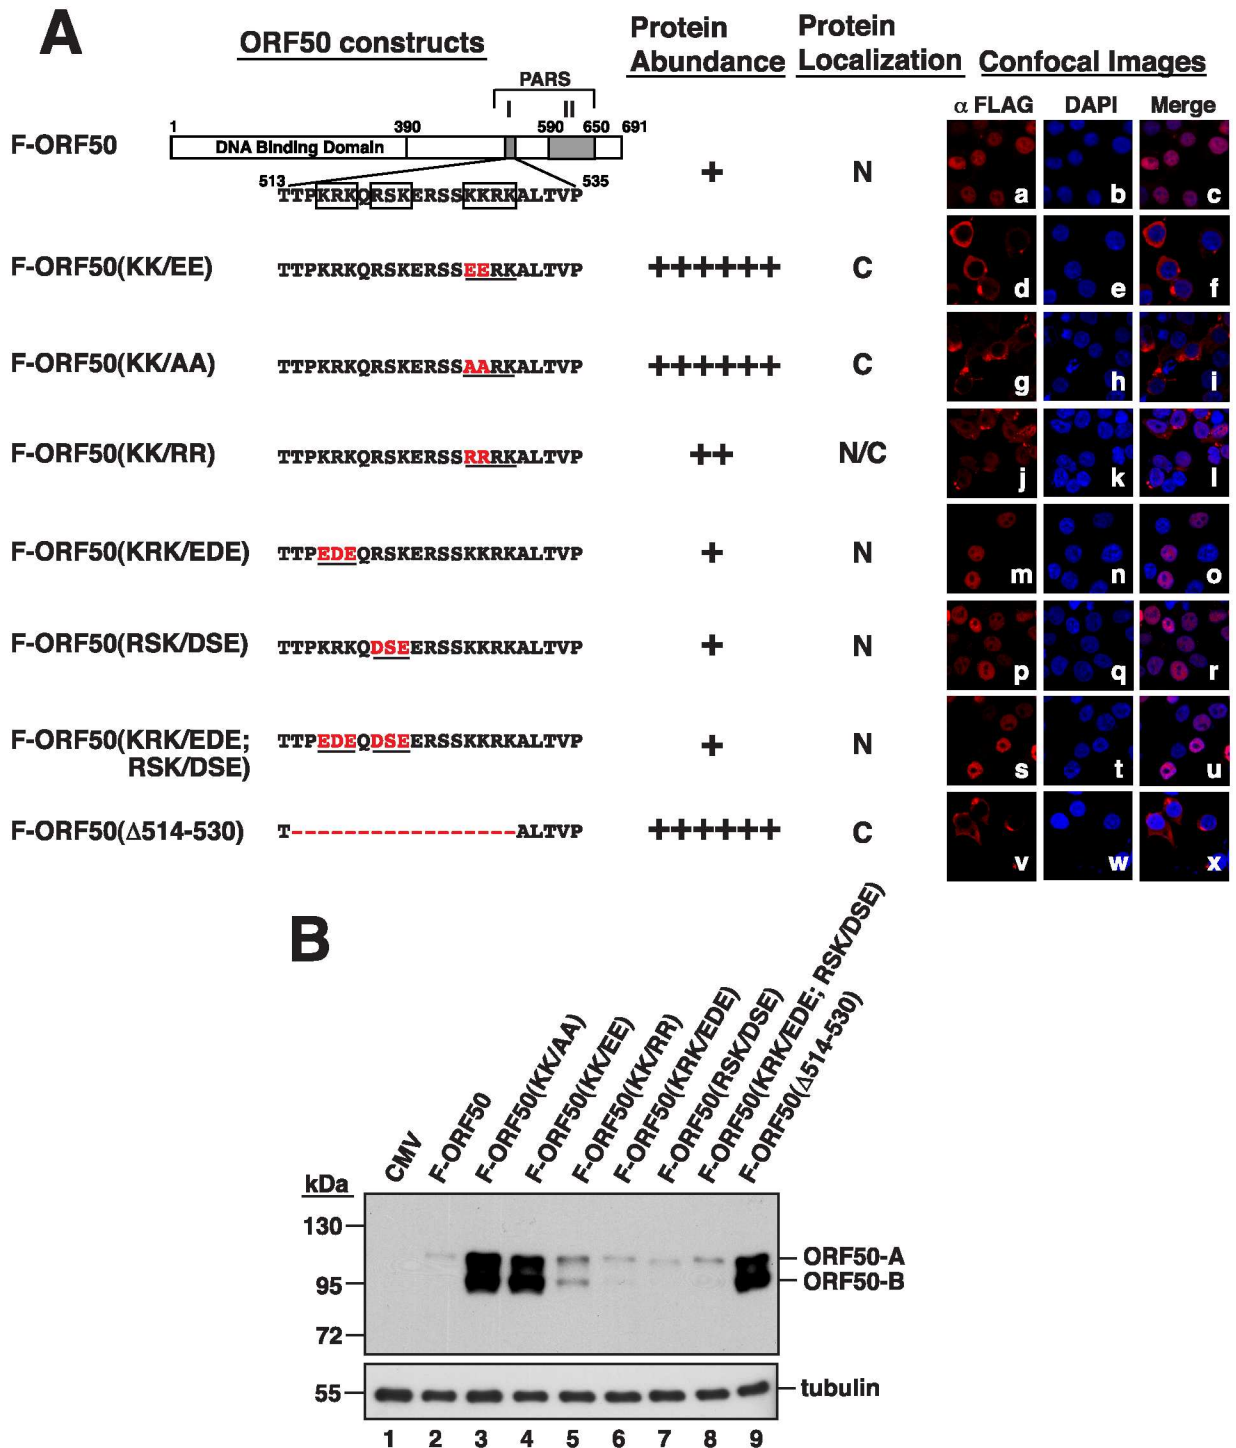 A
ORF50 constructs
Protein Abundance
Protein Localization
Confocal Images
PARS
I II
α FLAG DAPI Merge
1 390 590 650 691
F-ORF50
DNA Binding Domain
+ N
a b c
513 535
TTPKRKQRSKERSSKKRKALTVP
F-ORF50(KK/EE) TTPKRKQRSKERSSEERKALTVP ++++++ C
d e f
F-ORF50(KK/AA) TTPKRKQRSKERSSAARKALTVP ++++++ C
g h i
F-ORF50(KK/RR) TTPKRKQRSKERSSRRRKALTVP ++ N/C
j k l
F-ORF50(KRK/EDE) TTPEDEQRSKERSSKKRKALTVP + N
m n o
F-ORF50(RSK/DSE) TTPKRKQDSEERSSKKRKALTVP + N
p q r
F-ORF50(KRK/EDE;
RSK/DSE) TTPEDEQDSEERSSKKRKALTVP + N
s t u
F-ORF50(Δ514-530) T-----------------ALTVP ++++++ C
v w x
B
CMV
F-ORF50
F-ORF50(KK/AA)
F-ORF50(KK/EE)
F-ORF50(KK/RR)
F-ORF50(KRK/EDE)
F-ORF50(RSK/DSE)
F-ORF50(KRK/EDE; RSK/DSE)
F-ORF50(Δ514-530)
kDa
130
95
72
55
ORF50-A
ORF50-B
tubulin
1 2 3 4 5 6 7 8 9